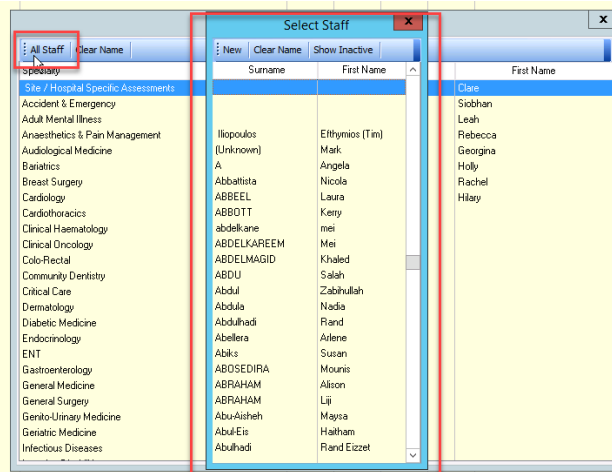 Select Staff
x
x
All Staff
Clear Name
New
Clear Name
Show Inactive
Specialty
Site / Hospital Specific Assessments
Accident & Emergency
Adult Mental Illness
Anaesthetics & Pain Management
Audiological Medicine
Bariatrics
Breast Surgery
Cardiology
Cardiothoracics
Clinical Haematology
Clinical Oncology
Colo-Rectal
Community Dentistry
Critical Care
Dermatology
Diabetic Medicine
Endocrinology
ENT
Gastroenterology
General Medicine
General Surgery
Genito-Urinary Medicine
Geriatric Medicine
Infectious Diseases
Surname First Name
Iliopoulos Efthymios (Tim)
(Unknown) Mark
A Angela
Abbattista Nicola
ABBEEL Laura
ABBOTT Kerry
abdelkane mei
ABDELKAREEM Mei
ABDELMAGID Khaled
ABDU Salah
Abdul Zabihullah
Abdula Nadia
Abdulhadi Rand
Abellera Arlene
Abiks Susan
ABOSEDIRA Mounis
ABRAHAM Alison
ABRAHAM Liji
Abu-Aisheh Maysa
Abul-Eis Haitham
Abulhadi Rand Eizzet
First Name
Clare
Siobhan
Leah
Rebecca
Georgina
Holly
Rachel
Hilary